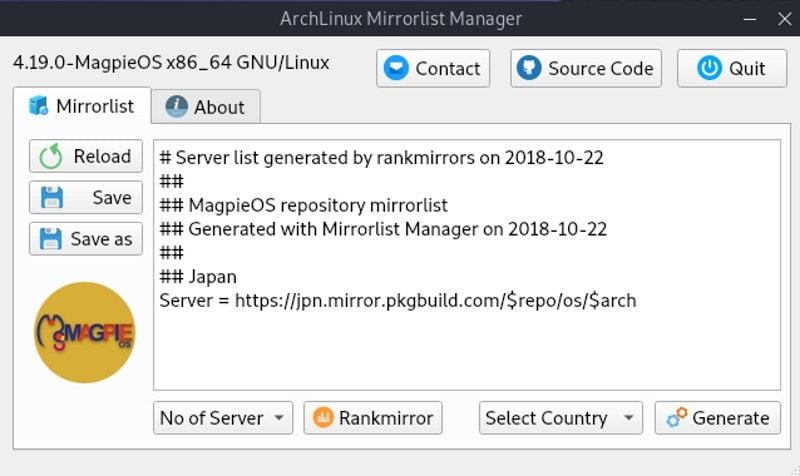 ArchLinux Mirrorlist Manager
4.19.0-MagpieOS x86_64 GNU/Linux
Contact
Source Code
Quit
Mirrorlist
About
Reload
Save
Save as
# Server list generated by rankmirrors on 2018-10-22
##
## MagpieOS repository mirrorlist
## Generated with Mirrorlist Manager on 2018-10-22
##
## Japan
Server = https://jpn.mirror.pkgbuild.com/$repo/os/$arch
MAGPIE
OS
No of Server
Rankmirror
Select Country
Generate